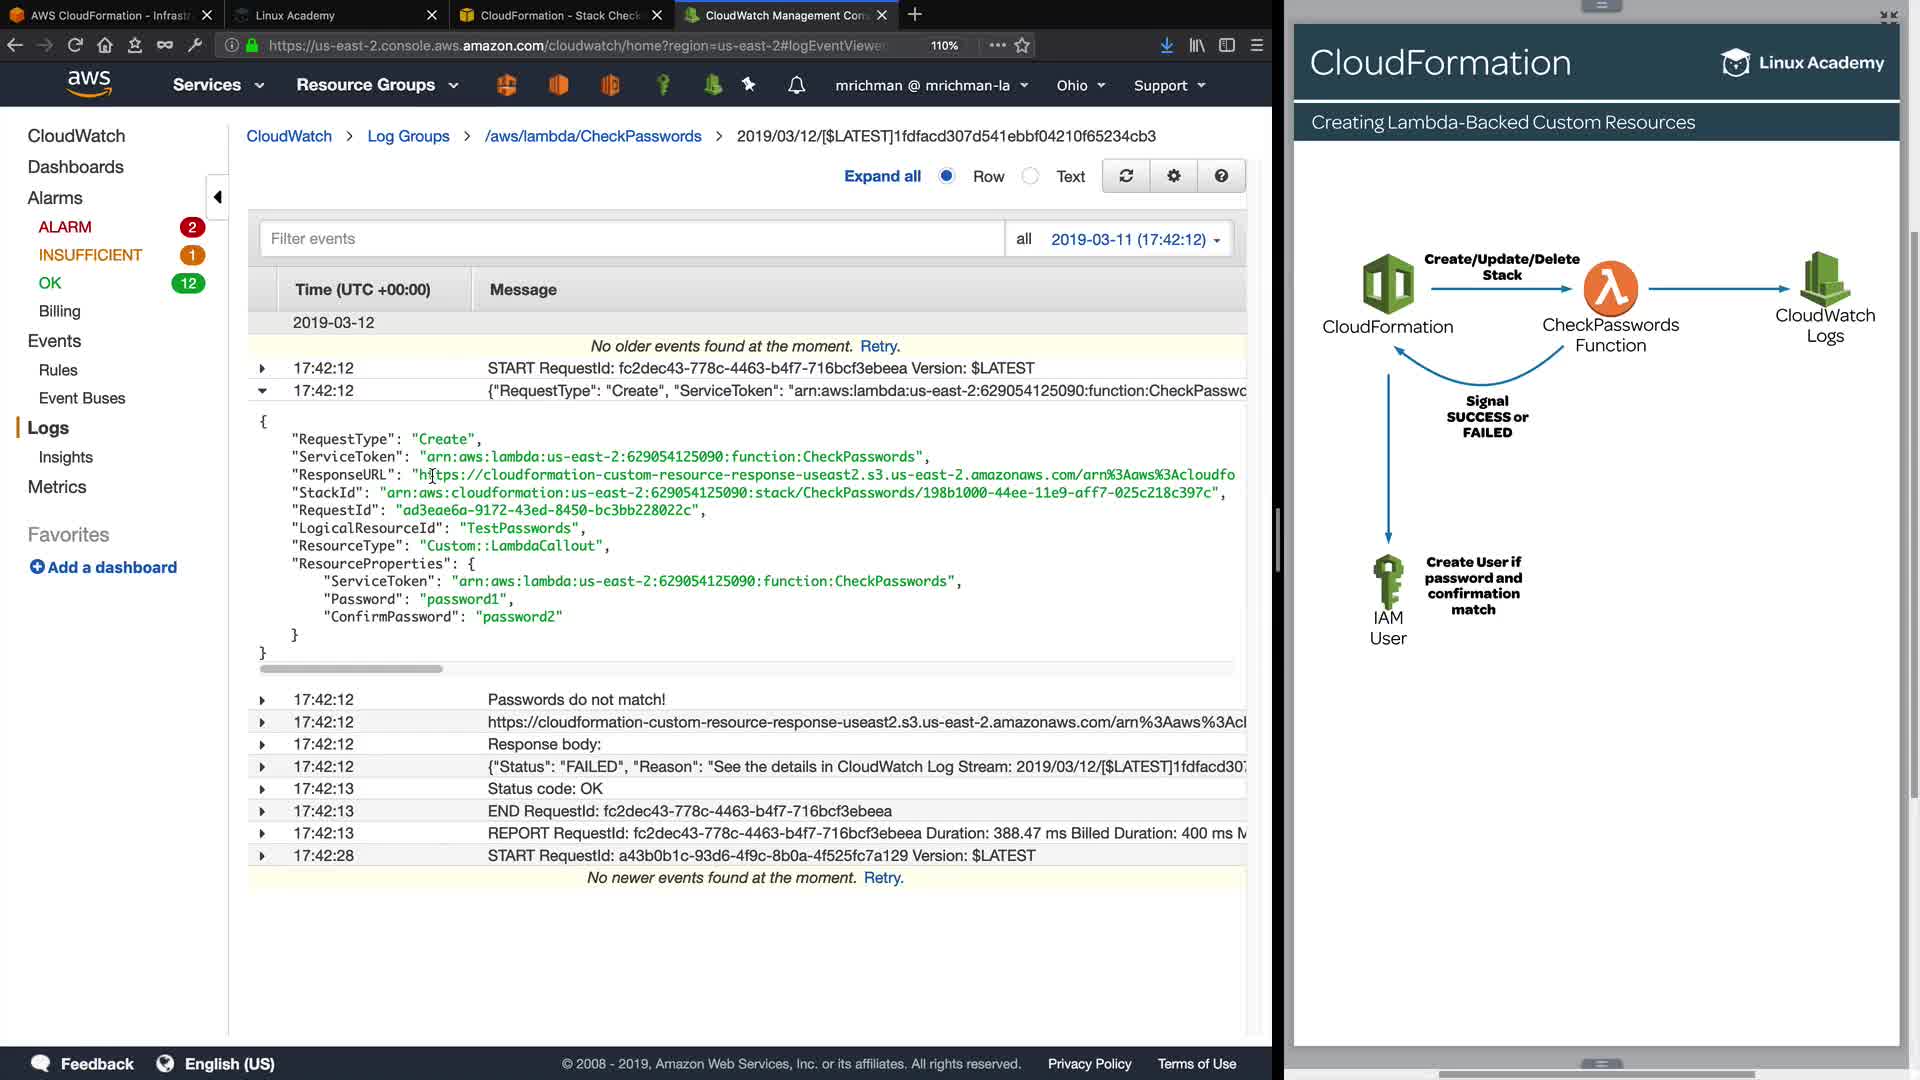 AWS CloudFormation - Infrastr
Linux Academy
CloudFormation - Stack Check
CloudWatch Management Con
https://us-east-2.console.aws.amazon.com/cloudwatch/home?region=us-east-2#logEventViewer
110%
aws
Services
Resource Groups
mrichman @ mrichman-la
Ohio
Support
CloudWatch
Dashboards
Alarms
ALARM 2
INSUFFICIENT 1
OK 12
Billing
Events
Rules
Event Buses
Logs
Insights
Metrics
Favorites
Add a dashboard
CloudWatch > Log Groups > /aws/lambda/CheckPasswords > 2019/03/12/[$LATEST]1fdfacd307d541ebbf04210f65234cb3
Expand all Row Text
Filter events
all 2019-03-11 (17:42:12)
Time (UTC +00:00) Message
2019-03-12
No older events found at the moment. Retry.
17:42:12 START RequestId: fc2dec43-778c-4463-b4f7-716bcf3ebeea Version: $LATEST
17:42:12 {"RequestType": "Create", "ServiceToken": "arn:aws:lambda:us-east-2:629054125090:function:CheckPasswo
{
"RequestType": "Create",
"ServiceToken": "arn:aws:lambda:us-east-2:629054125090:function:CheckPasswords",
"ResponseURL": "https://cloudformation-custom-resource-response-useast2.s3.us-east-2.amazonaws.com/arn%3Aaws%3Acloudfo
"StackId": "arn:aws:cloudformation:us-east-2:629054125090:stack/CheckPasswords/198b1000-44ee-11e9-aff7-025c218c397c",
"RequestId": "ad3eae6a-9172-43ed-8450-bc3bb228022c",
"LogicalResourceId": "TestPasswords",
"ResourceType": "Custom::LambdaCallout",
"ResourceProperties": {
"ServiceToken": "arn:aws:lambda:us-east-2:629054125090:function:CheckPasswords",
"Password": "password1",
"ConfirmPassword": "password2"
}
}
17:42:12 Passwords do not match!
17:42:12 https://cloudformation-custom-resource-response-useast2.s3.us-east-2.amazonaws.com/arn%3Aaws%3Acl
17:42:12 Response body:
17:42:12 {"Status": "FAILED", "Reason": "See the details in CloudWatch Log Stream: 2019/03/12/[$LATEST]1fdfacd307
17:42:13 Status code: OK
17:42:13 END RequestId: fc2dec43-778c-4463-b4f7-716bcf3ebeea
17:42:13 REPORT RequestId: fc2dec43-778c-4463-b4f7-716bcf3ebeea Duration: 388.47 ms Billed Duration: 400 ms M
17:42:28 START RequestId: a43b0b1c-93d6-4f9c-8b0a-4f525fc7a129 Version: $LATEST
No newer events found at the moment. Retry.
Feedback
English (US)
© 2008 - 2019, Amazon Web Services, Inc. or its affiliates. All rights reserved.
Privacy Policy
Terms of Use
CloudFormation
Linux Academy
Creating Lambda-Backed Custom Resources
Create/Update/Delete
Stack
CloudFormation
CheckPasswords
Function
CloudWatch
Logs
Signal
SUCCESS or
FAILED
Create User if
password and
confirmation
match
IAM
User